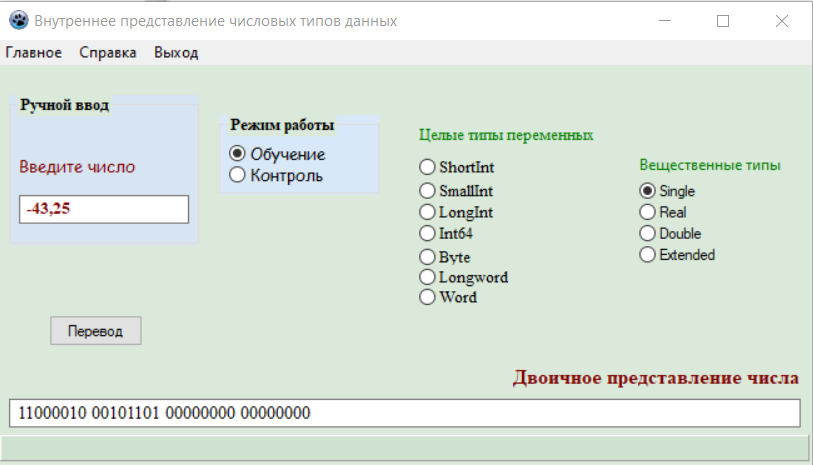 Внутреннее представление числовых типов данных
Главное Справка Выход
Ручной ввод
Введите число
-43,25
Режим работы
Обучение
Контроль
Целые типы переменных
ShortInt
SmallInt
LongInt
Int64
Byte
Longword
Word
Вещественные типы
Single
Real
Double
Extended
Перевод
Двоичное представление числа
11000010 00101101 00000000 00000000